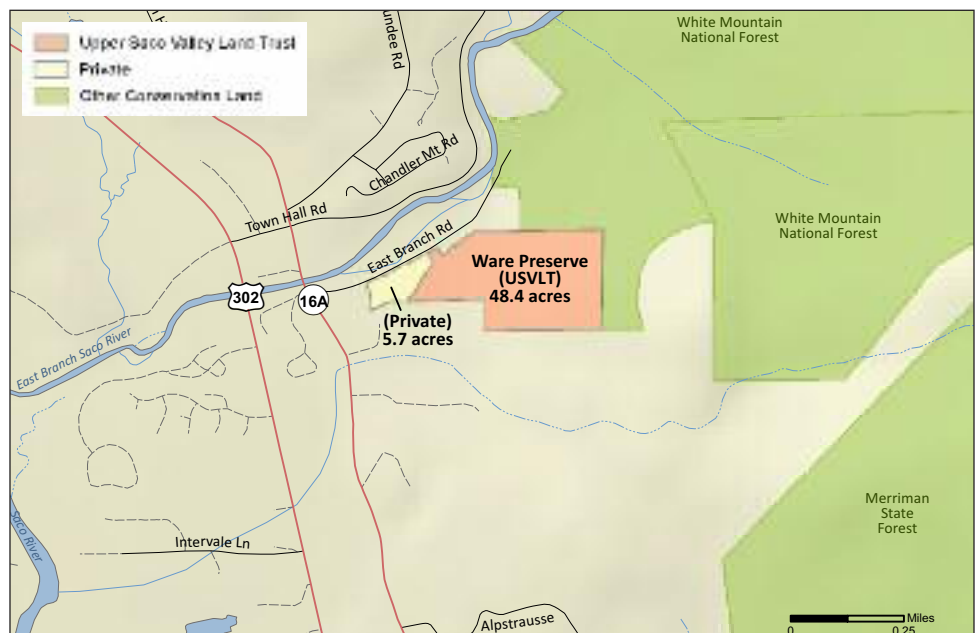 Upper Saco Valley Land Trust
Private
Other Conservation Land
undee Rd
White Mountain
National Forest
Chandler Mt Rd
Town Hall Rd
East Branch Rd
White Mountain
National Forest
Ware Preserve
(USVLT)
48.4 acres
302
16A
(Private)
5.7 acres
East Branch Saco River
Merriman
State
Forest
Saco River
Intervale Ln
Alpstrausse
Miles
0
0.25